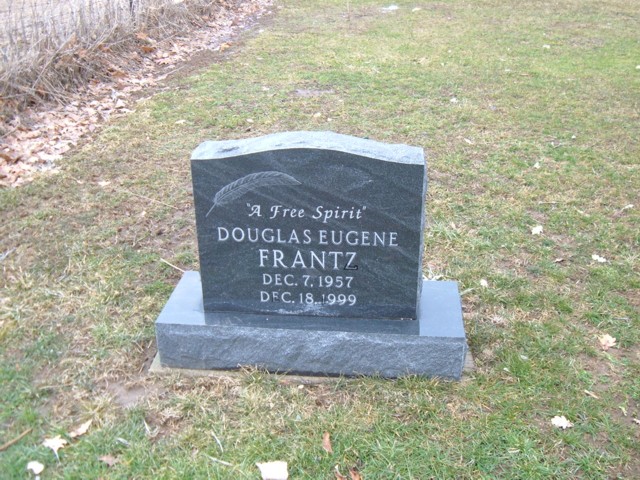 "A Free Spirit"
DOUGLAS EUGENE
FRANTZ
DEC. 7, 1957
DEC. 18, 1999